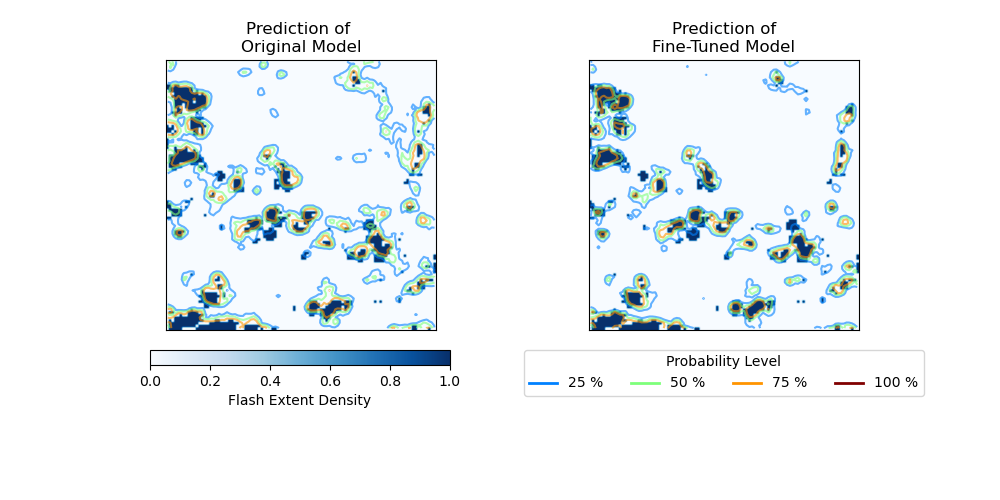 Prediction of
Original Model
Prediction of
Fine-Tuned Model
0.0 0.2 0.4 0.6 0.8 1.0
Flash Extent Density
Probability Level
25 % 50 % 75 % 100 %